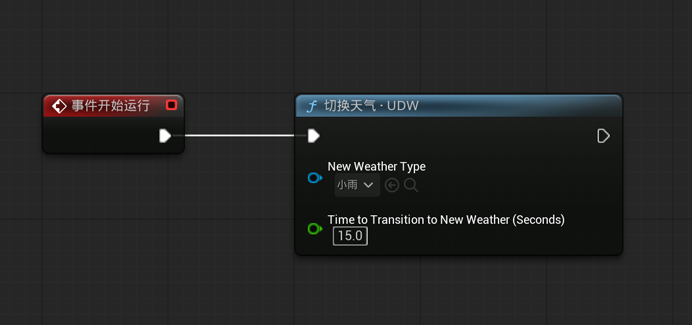 事件开始运行
切换天气 · UDW
New Weather Type
小雨
Time to Transition to New Weather (Seconds)
15.0